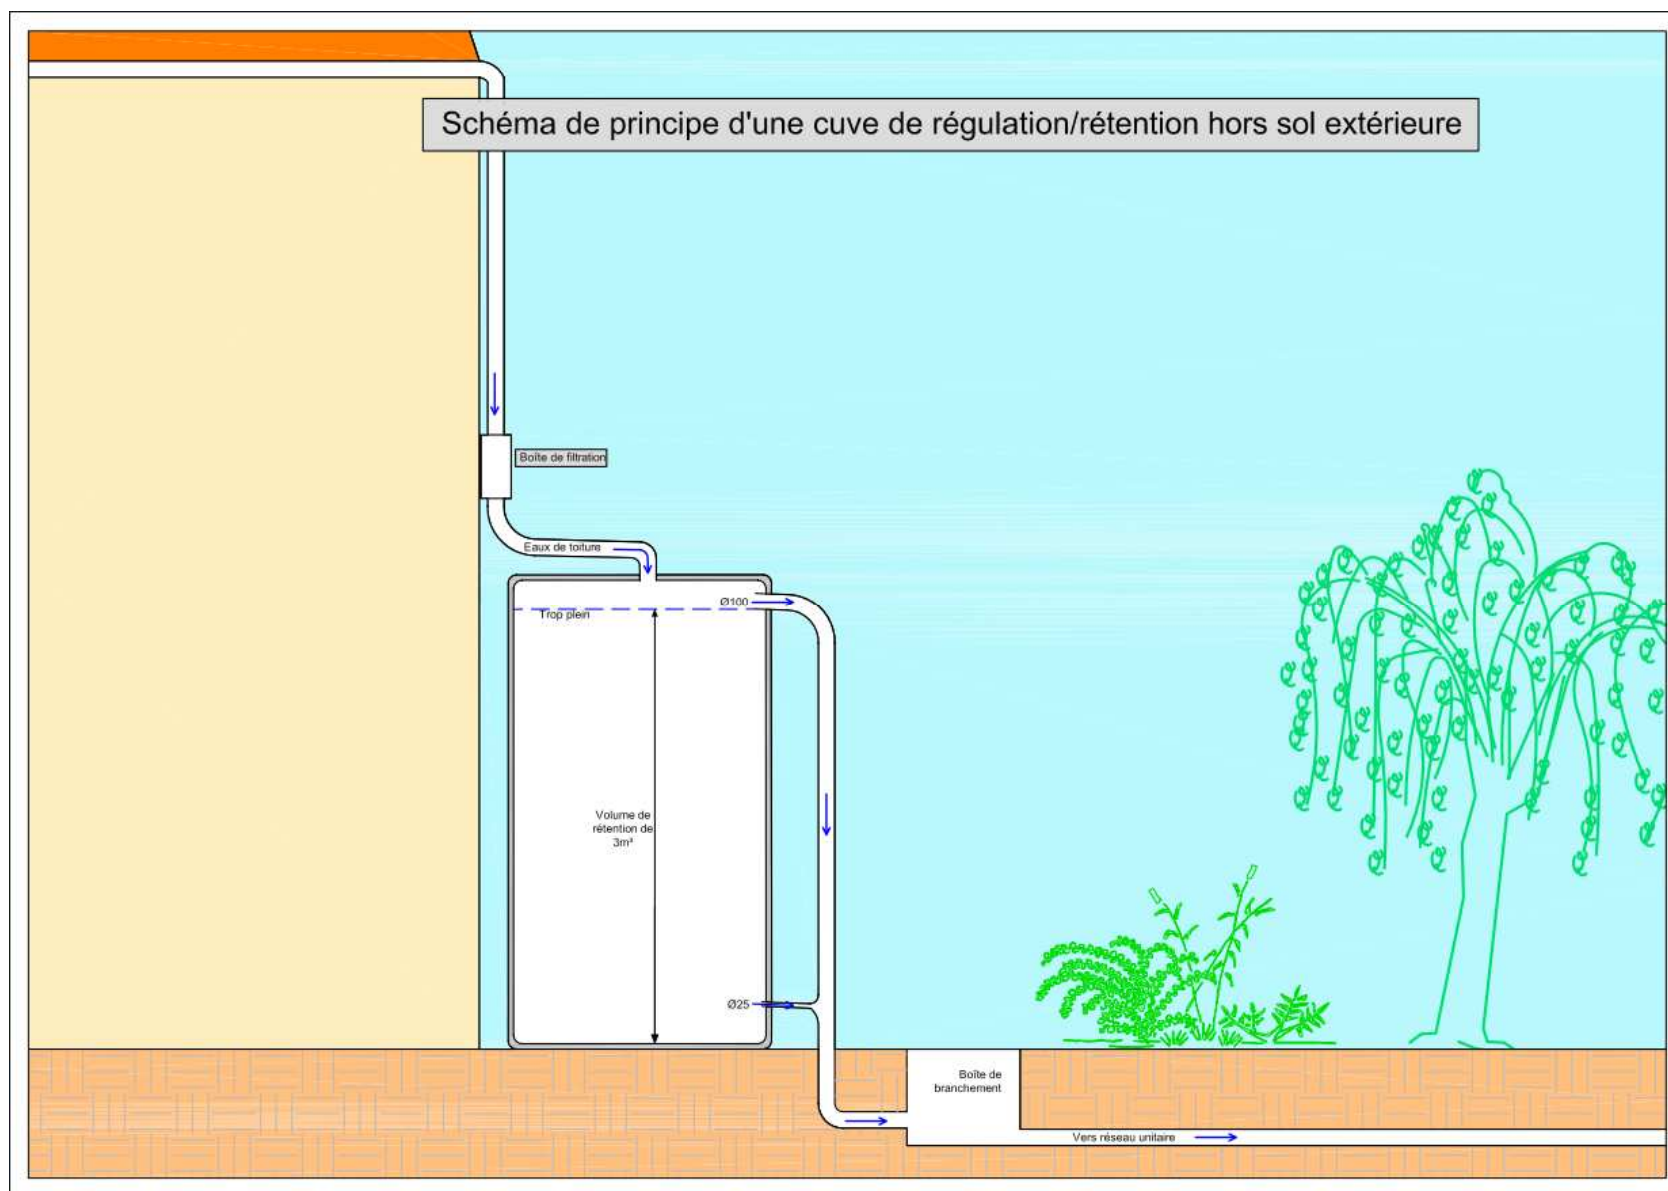 Schéma de principe d'une cuve de régulation/rétention hors sol extérieure
Boîte de filtration
Eaux de toiture
Ø100
Trop plein
Volume de
rétention de
3m³
Ø25
Boîte de
branchement
Vers réseau unitaire